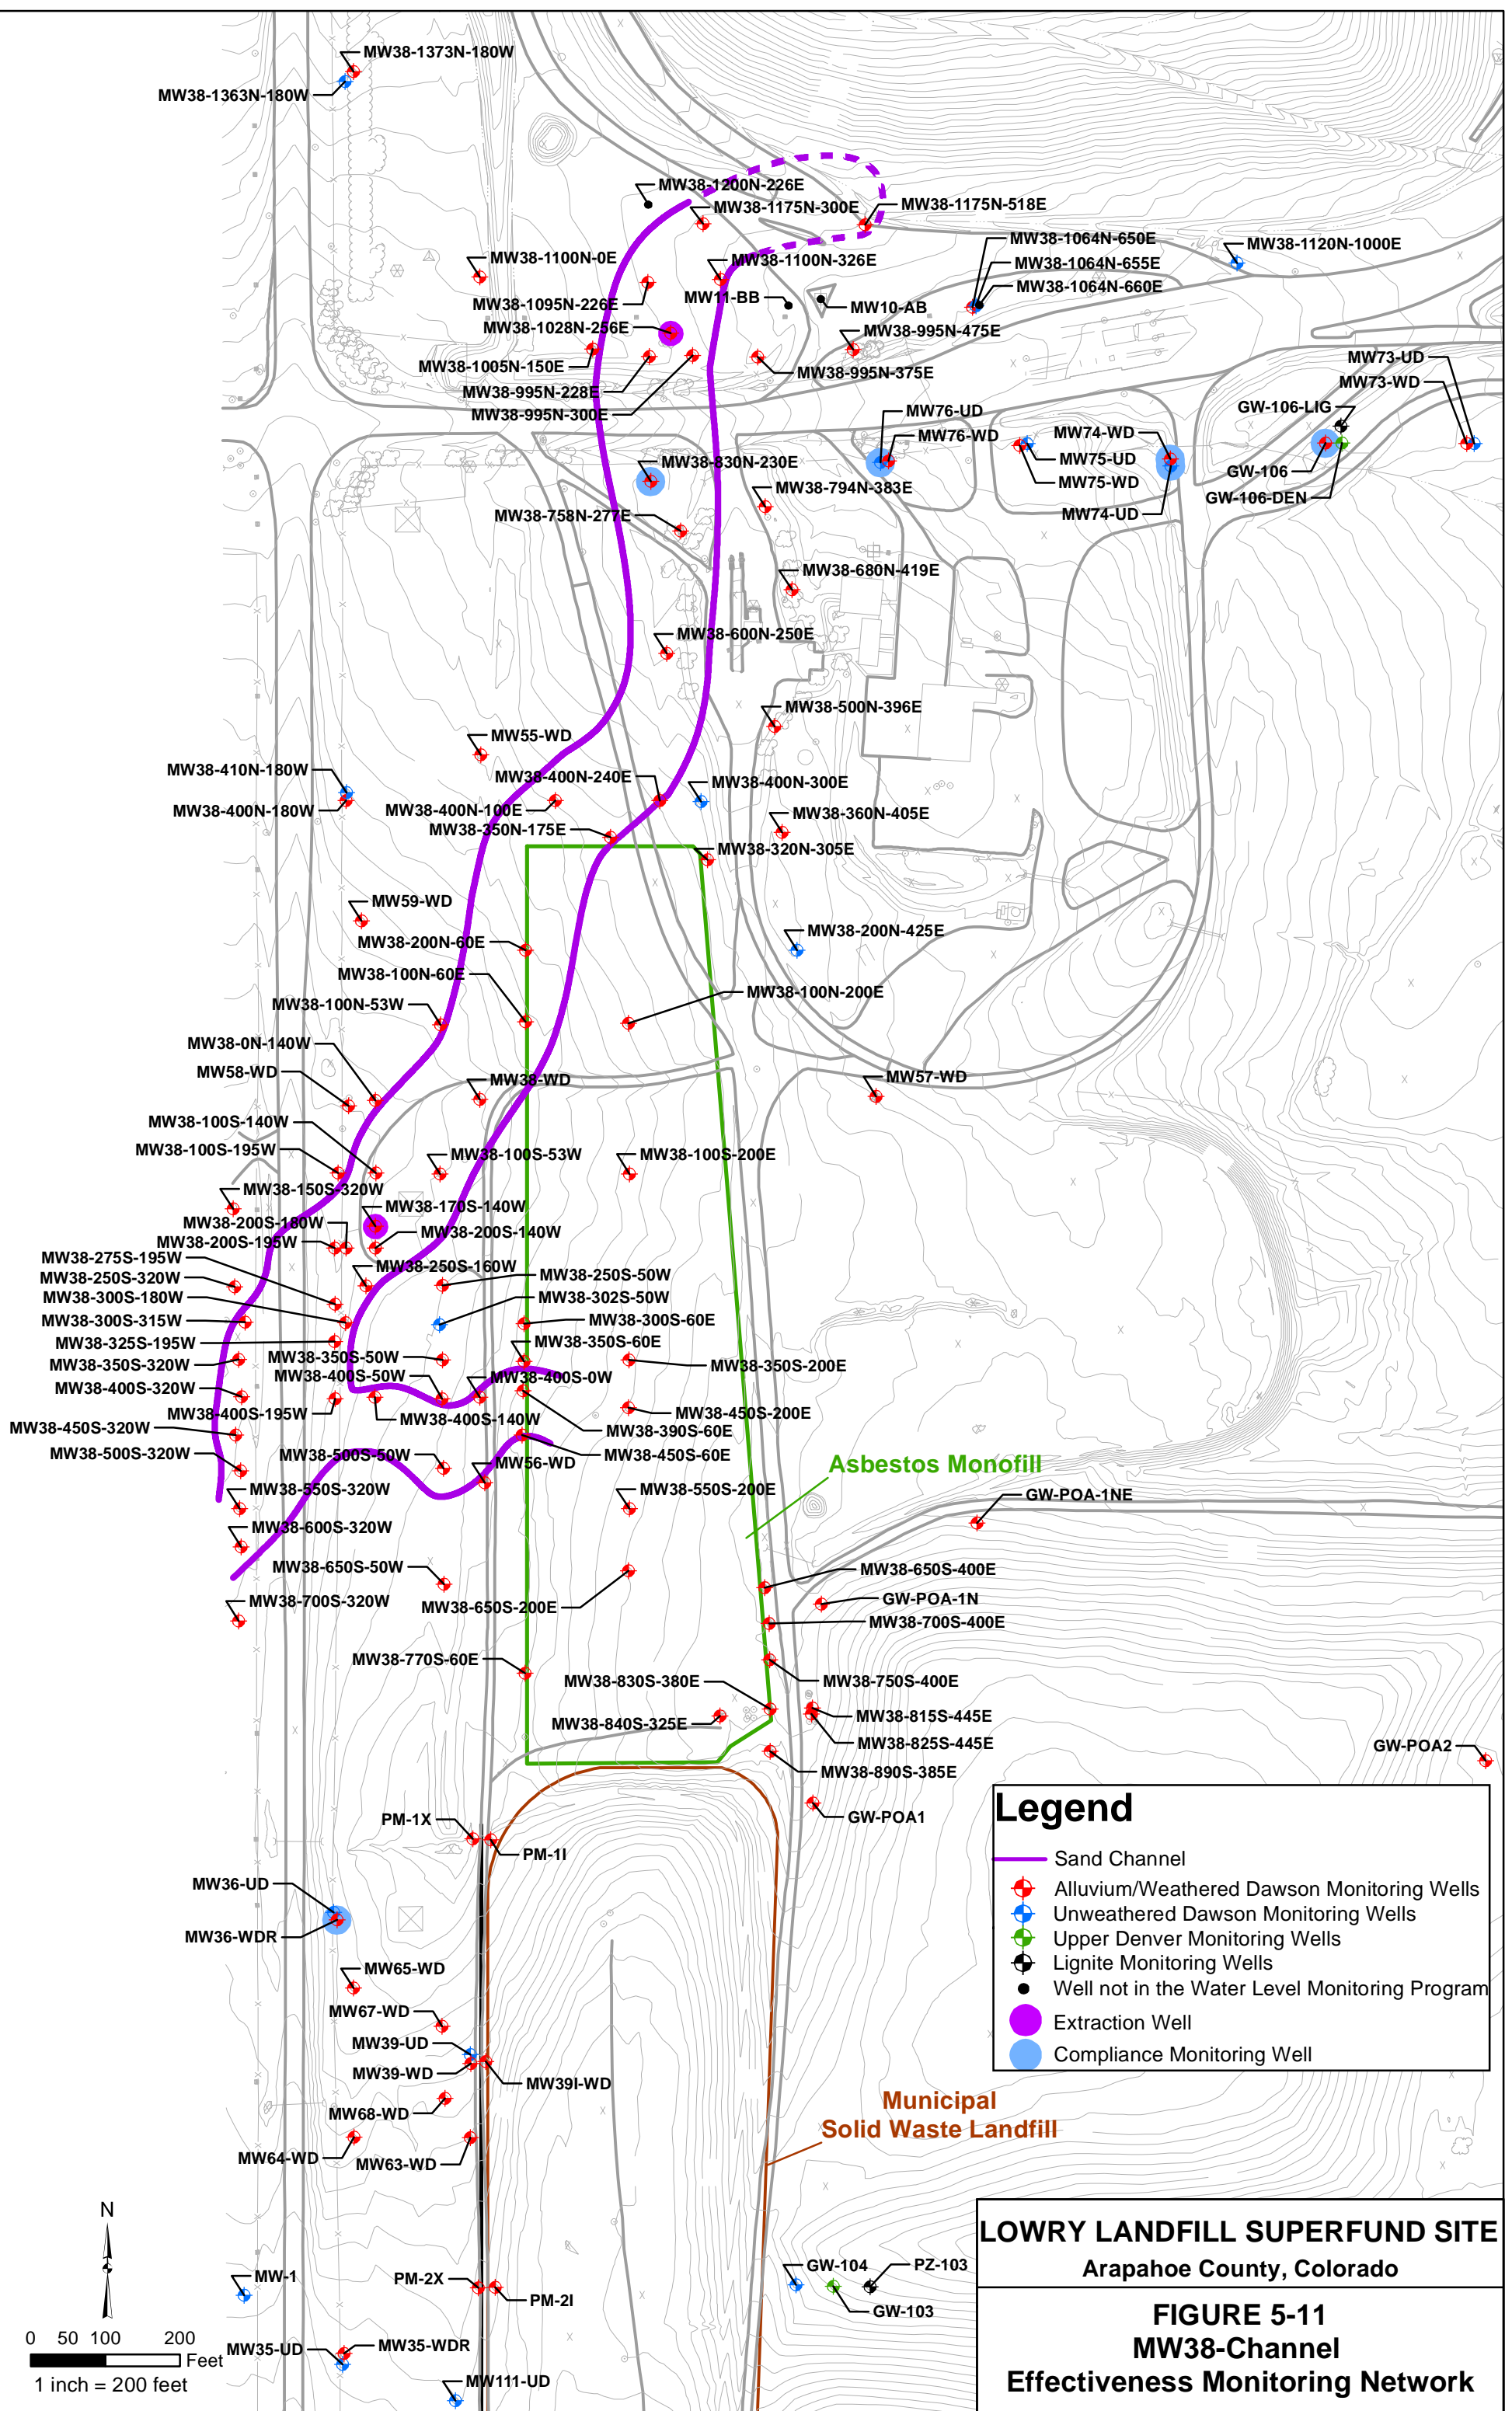 MW38-1373N-180W
MW38-1363N-180W
MW38-1200N-226E
MW38-1175N-300E
MW38-1175N-518E
MW38-1064N-650E
MW38-1120N-1000E
MW38-1100N-0E
MW38-1100N-326E
MW38-1064N-655E
MW38-1064N-660E
MW38-1095N-226E
MW11-BB
MW10-AB
MW38-1028N-256E
MW38-995N-475E
MW38-1005N-150E
MW38-995N-375E
MW73-UD
MW73-WD
MW38-995N-228E
MW38-995N-300E
MW76-UD
GW-106-LIG
MW76-WD
MW74-WD
MW38-830N-230E
MW75-UD
GW-106
MW75-WD
MW38-794N-383E
GW-106-DEN
MW38-758N-277E
MW74-UD
MW38-680N-419E
MW38-600N-250E
MW38-500N-396E
MW55-WD
MW38-410N-180W
MW38-400N-240E
MW38-400N-300E
MW38-400N-180W
MW38-400N-100E
MW38-360N-405E
MW38-350N-175E
MW38-320N-305E
MW59-WD
MW38-200N-60E
MW38-200N-425E
MW38-100N-60E
MW38-100N-200E
MW38-100N-53W
MW38-0N-140W
MW58-WD
MW38-WD
MW57-WD
MW38-100S-140W
MW38-100S-195W
MW38-100S-53W
MW38-100S-200E
MW38-150S-320W
MW38-170S-140W
MW38-200S-180W
MW38-200S-140W
MW38-200S-195W
MW38-275S-195W
MW38-250S-160W
MW38-250S-50W
MW38-250S-320W
MW38-300S-180W
MW38-302S-50W
MW38-300S-315W
MW38-300S-60E
MW38-325S-195W
MW38-350S-60E
MW38-350S-320W
MW38-350S-50W
MW38-350S-200E
MW38-400S-50W
MW38-400S-0W
MW38-400S-320W
MW38-400S-195W
MW38-400S-140W
MW38-450S-200E
MW38-450S-320W
MW38-390S-60E
MW38-500S-320W
MW38-500S-50W
MW56-WD
MW38-450S-60E
Asbestos Monofill
MW38-550S-320W
MW38-550S-200E
GW-POA-1NE
MW38-600S-320W
MW38-650S-50W
MW38-650S-400E
MW38-700S-320W
MW38-650S-200E
GW-POA-1N
MW38-700S-400E
MW38-770S-60E
MW38-830S-380E
MW38-750S-400E
MW38-840S-325E
MW38-815S-445E
MW38-825S-445E
GW-POA2
MW38-890S-385E
GW-POA1
PM-1X
PM-1I
Legend
Sand Channel
Alluvium/Weathered Dawson Monitoring Wells
Unweathered Dawson Monitoring Wells
Upper Denver Monitoring Wells
Lignite Monitoring Wells
Well not in the Water Level Monitoring Program
Extraction Well
Compliance Monitoring Well
MW36-UD
MW36-WDR
MW65-WD
MW67-WD
MW39-UD
MW39-WD
MW39I-WD
MW68-WD
Municipal
Solid Waste Landfill
MW64-WD
MW63-WD
N
MW-1
PM-2X
PM-2I
GW-104
PZ-103
GW-103
0 50 100 200
Feet
1 inch = 200 feet
MW35-UD
MW35-WDR
MW111-UD
LOWRY LANDFILL SUPERFUND SITE
Arapahoe County, Colorado
FIGURE 5-11
MW38-Channel
Effectiveness Monitoring Network